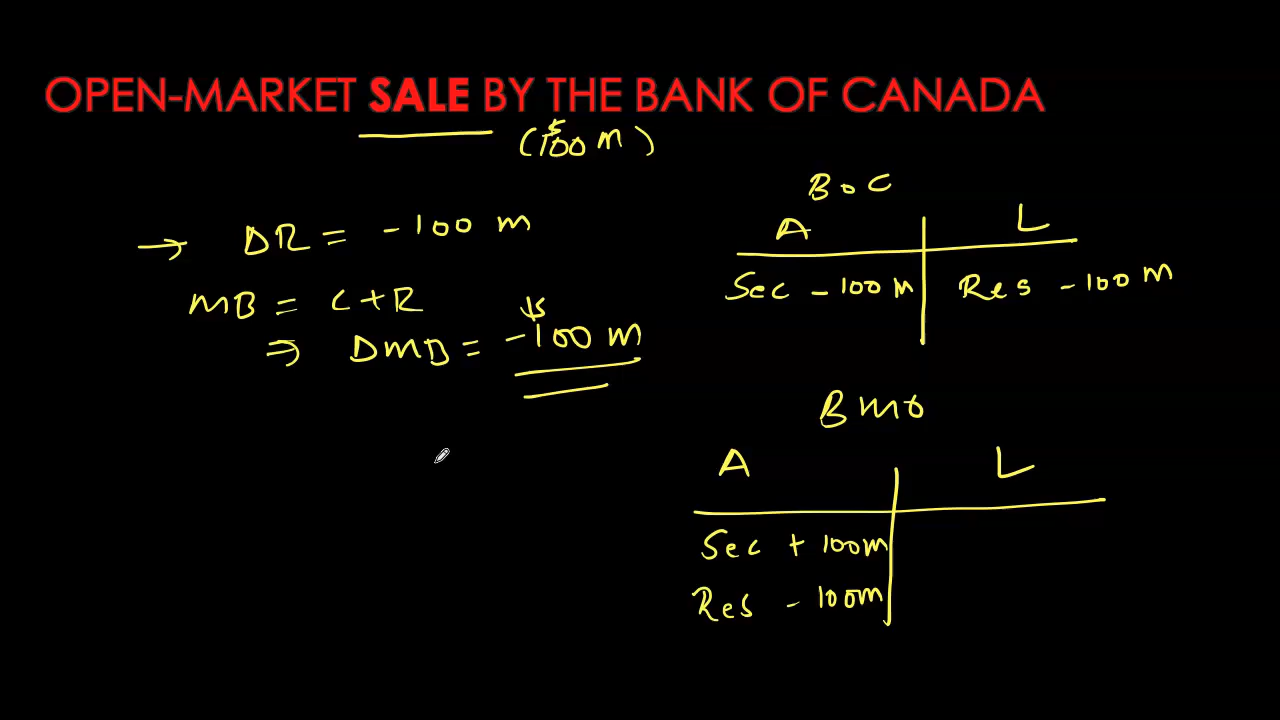 OPEN-MARKET SALE BY THE BANK OF CANADA
($100 m)
→ ΔR = -100 m
MB = C + R
⇒ ΔMB = -$100 m
BoC
A L
Sec - 100 m Res - 100 m
BMO
A L
Sec + 100m
Res - 100m